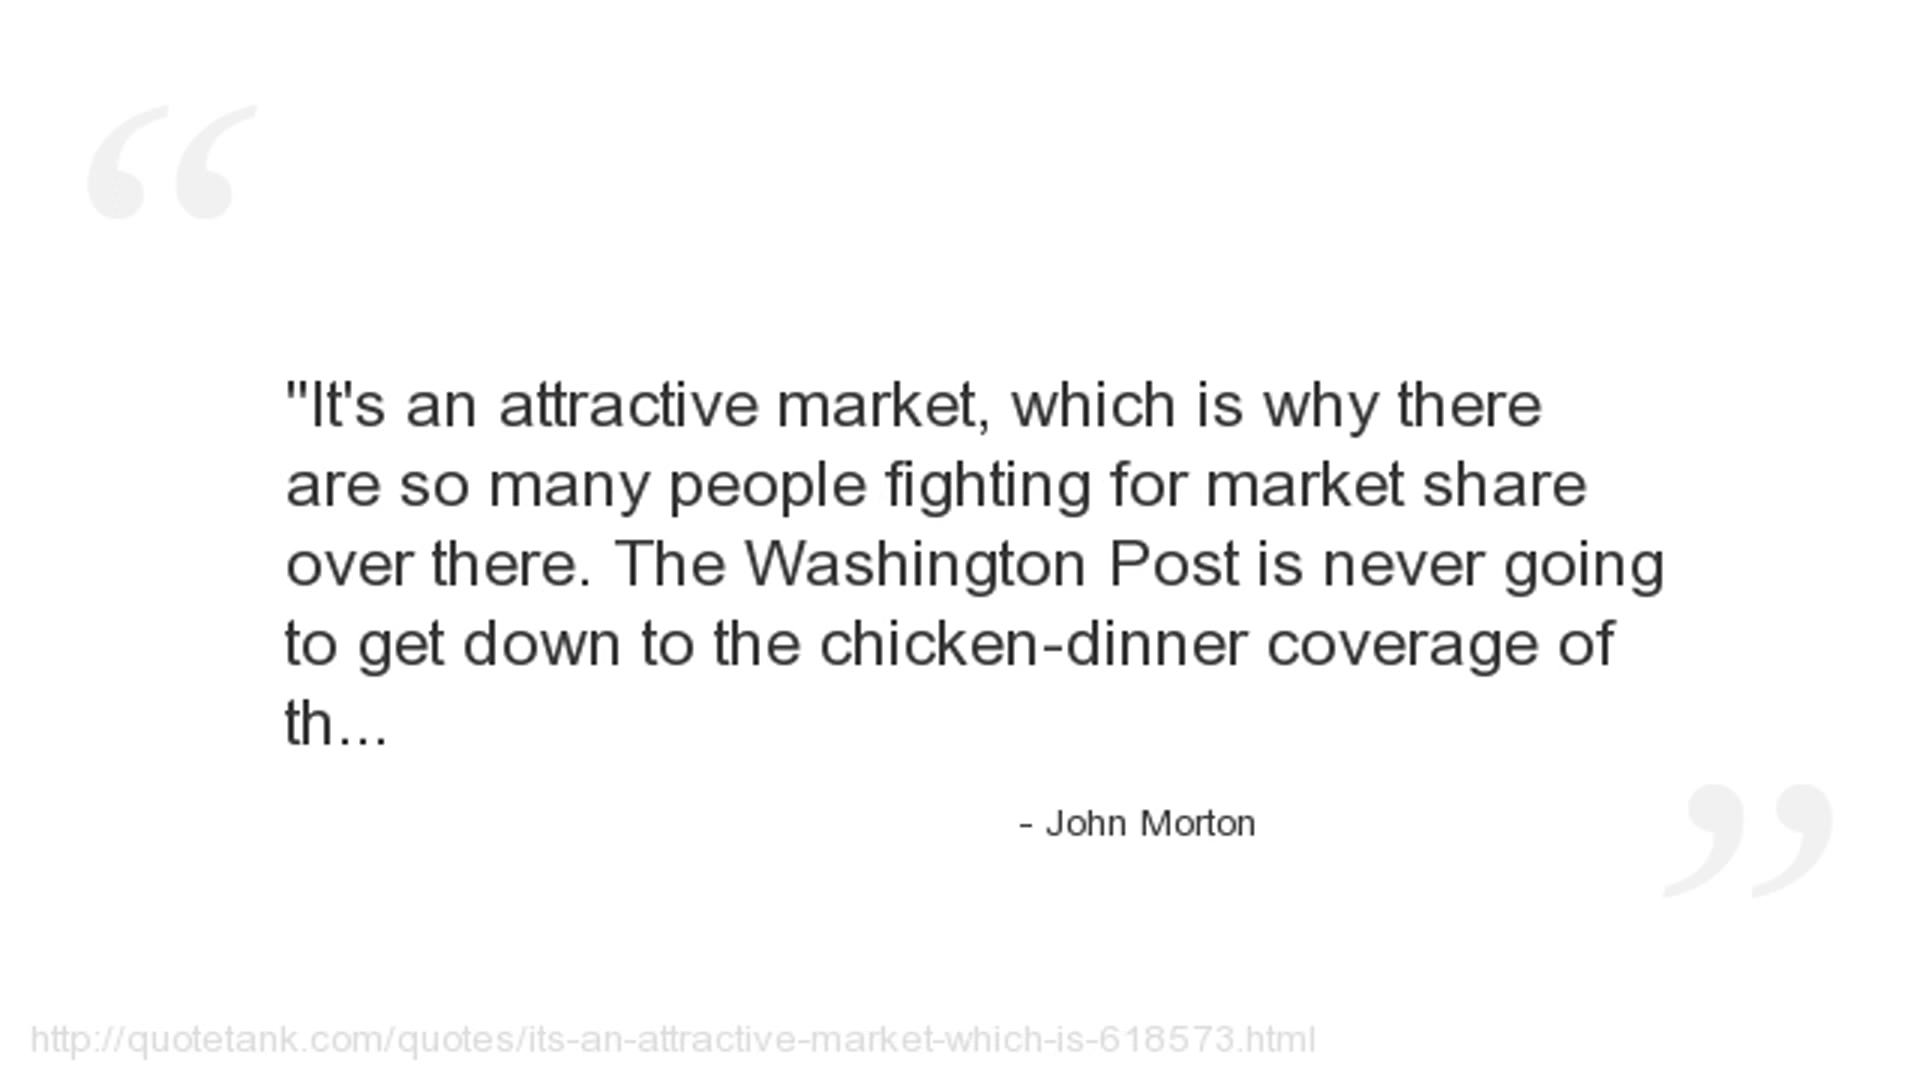 "It's an attractive market, which is why there
are so many people fighting for market share
over there. The Washington Post is never going
to get down to the chicken-dinner coverage of
th...
- John Morton
http://quotetank.com/quotes/its-an-attractive-market-which-is-618573.html